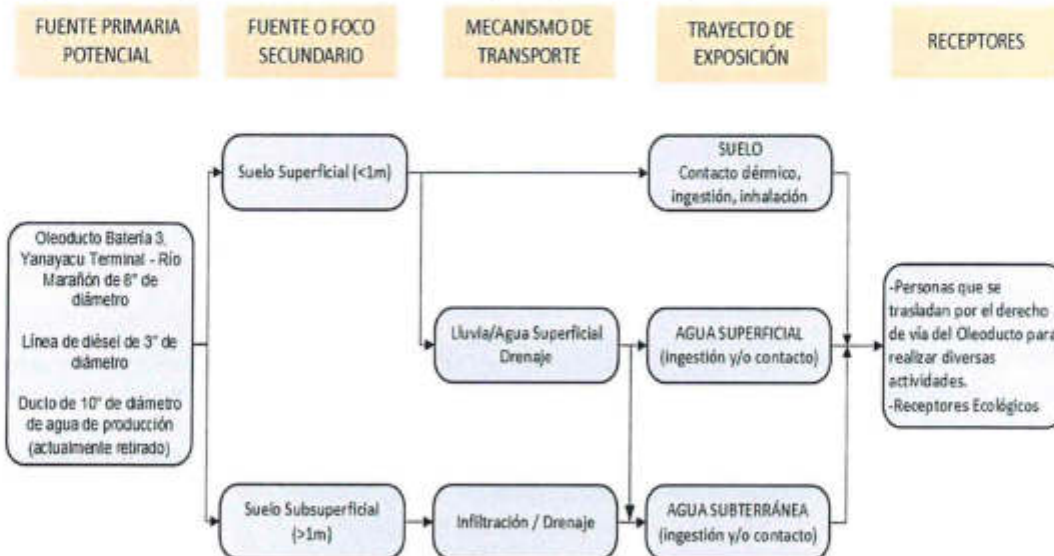 FUENTE PRIMARIA
POTENCIAL
FUENTE O FOCO
SECUNDARIO
MECANISMO DE
TRANSPORTE
TRAYECTO DE
EXPOSICIÓN
RECEPTORES
Suelo Superficial (<1m)
SUELO
Contacto dérmico,
ingestión, inhalación
Oleoducto Batería 3,
Yanayacu Terminal - Río
Marañón de 8" de
diámetro
Línea de diésel de 3" de
diámetro
Ducto de 10" de diámetro
de agua de producción
(actualmente retirado)
Lluvia/Agua Superficial
Drenaje
AGUA SUPERFICIAL
(ingestión y/o contacto)
-Personas que se
trasladan por el derecho
de vía del Oleoducto para
realizar diversas
actividades.
-Receptores Ecológicos
Suelo Subsuperficial
(>1m)
Infiltración / Drenaje
AGUA SUBTERRÁNEA
(ingestión y/o contacto)